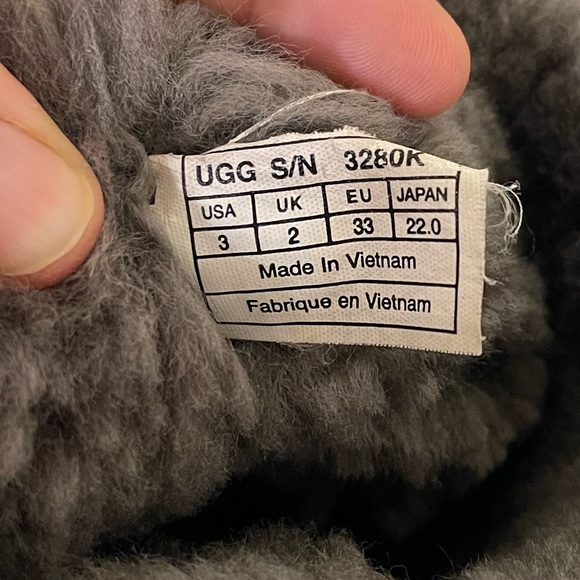 UGG S/N 3280K
USA UK EU JAPAN
3 2 33 22.0
Made In Vietnam
Fabrique en Vietnam